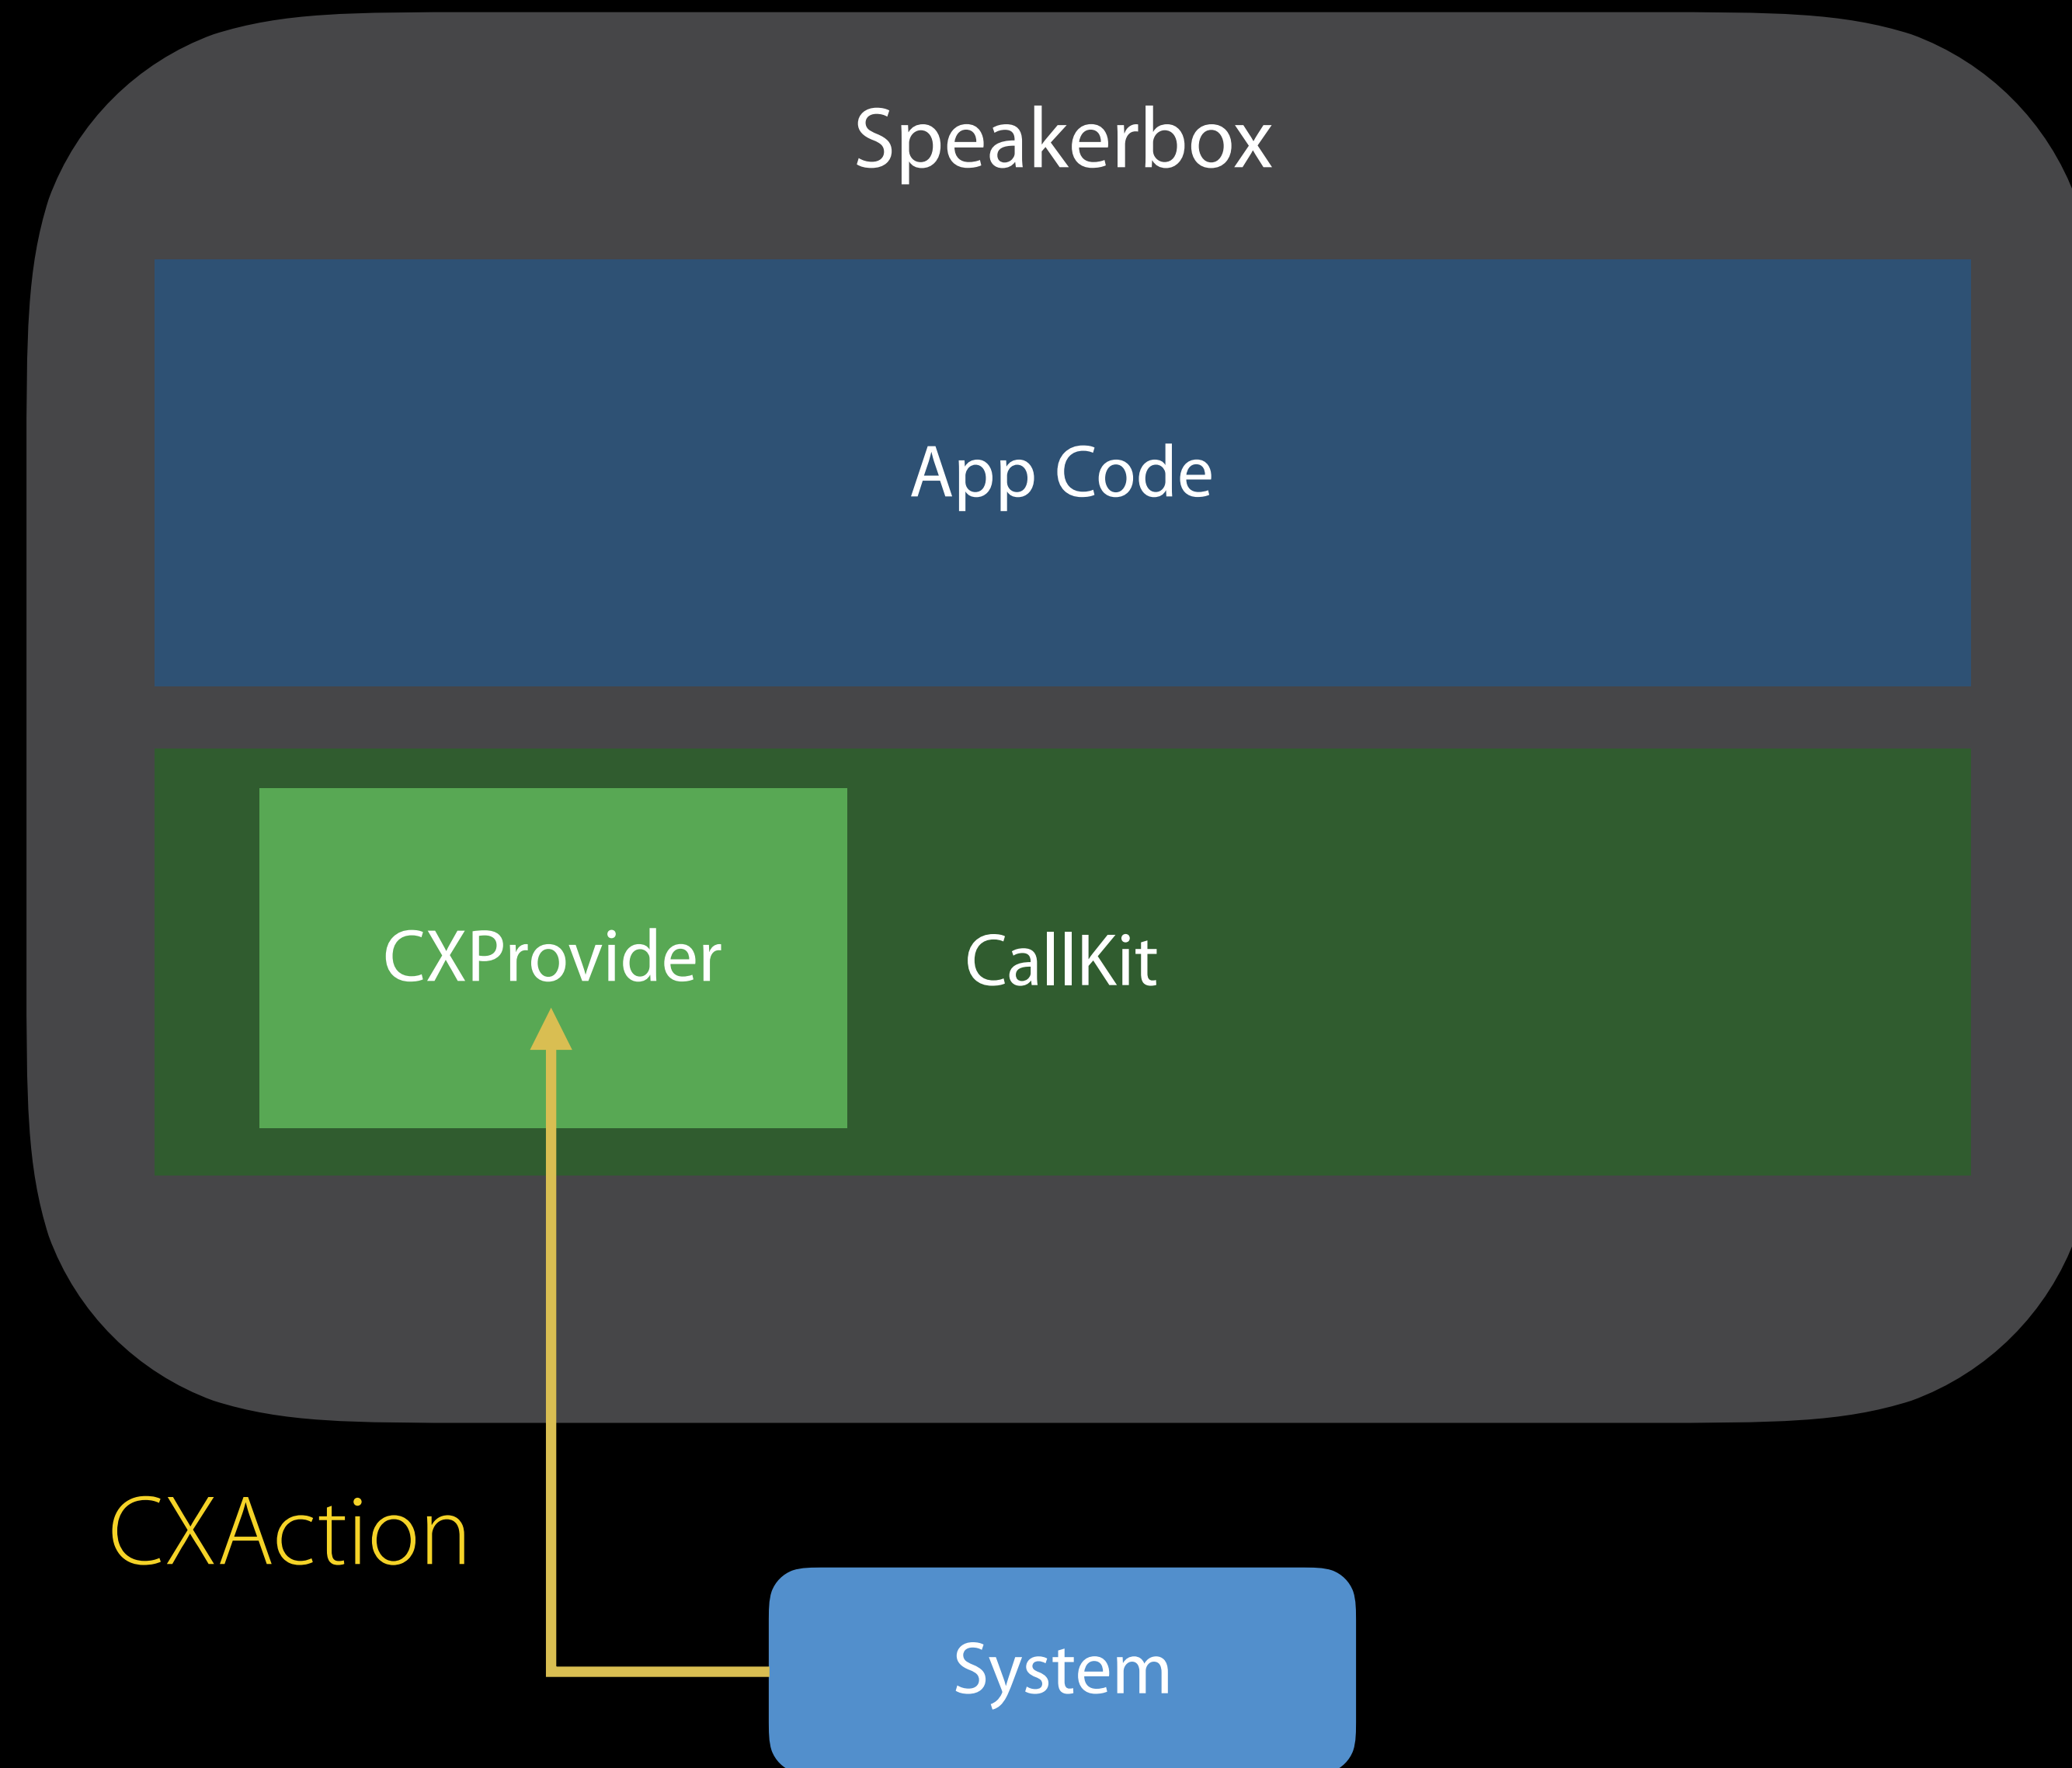 Speakerbox
App Code
CXProvider
CallKit
CXAction
System